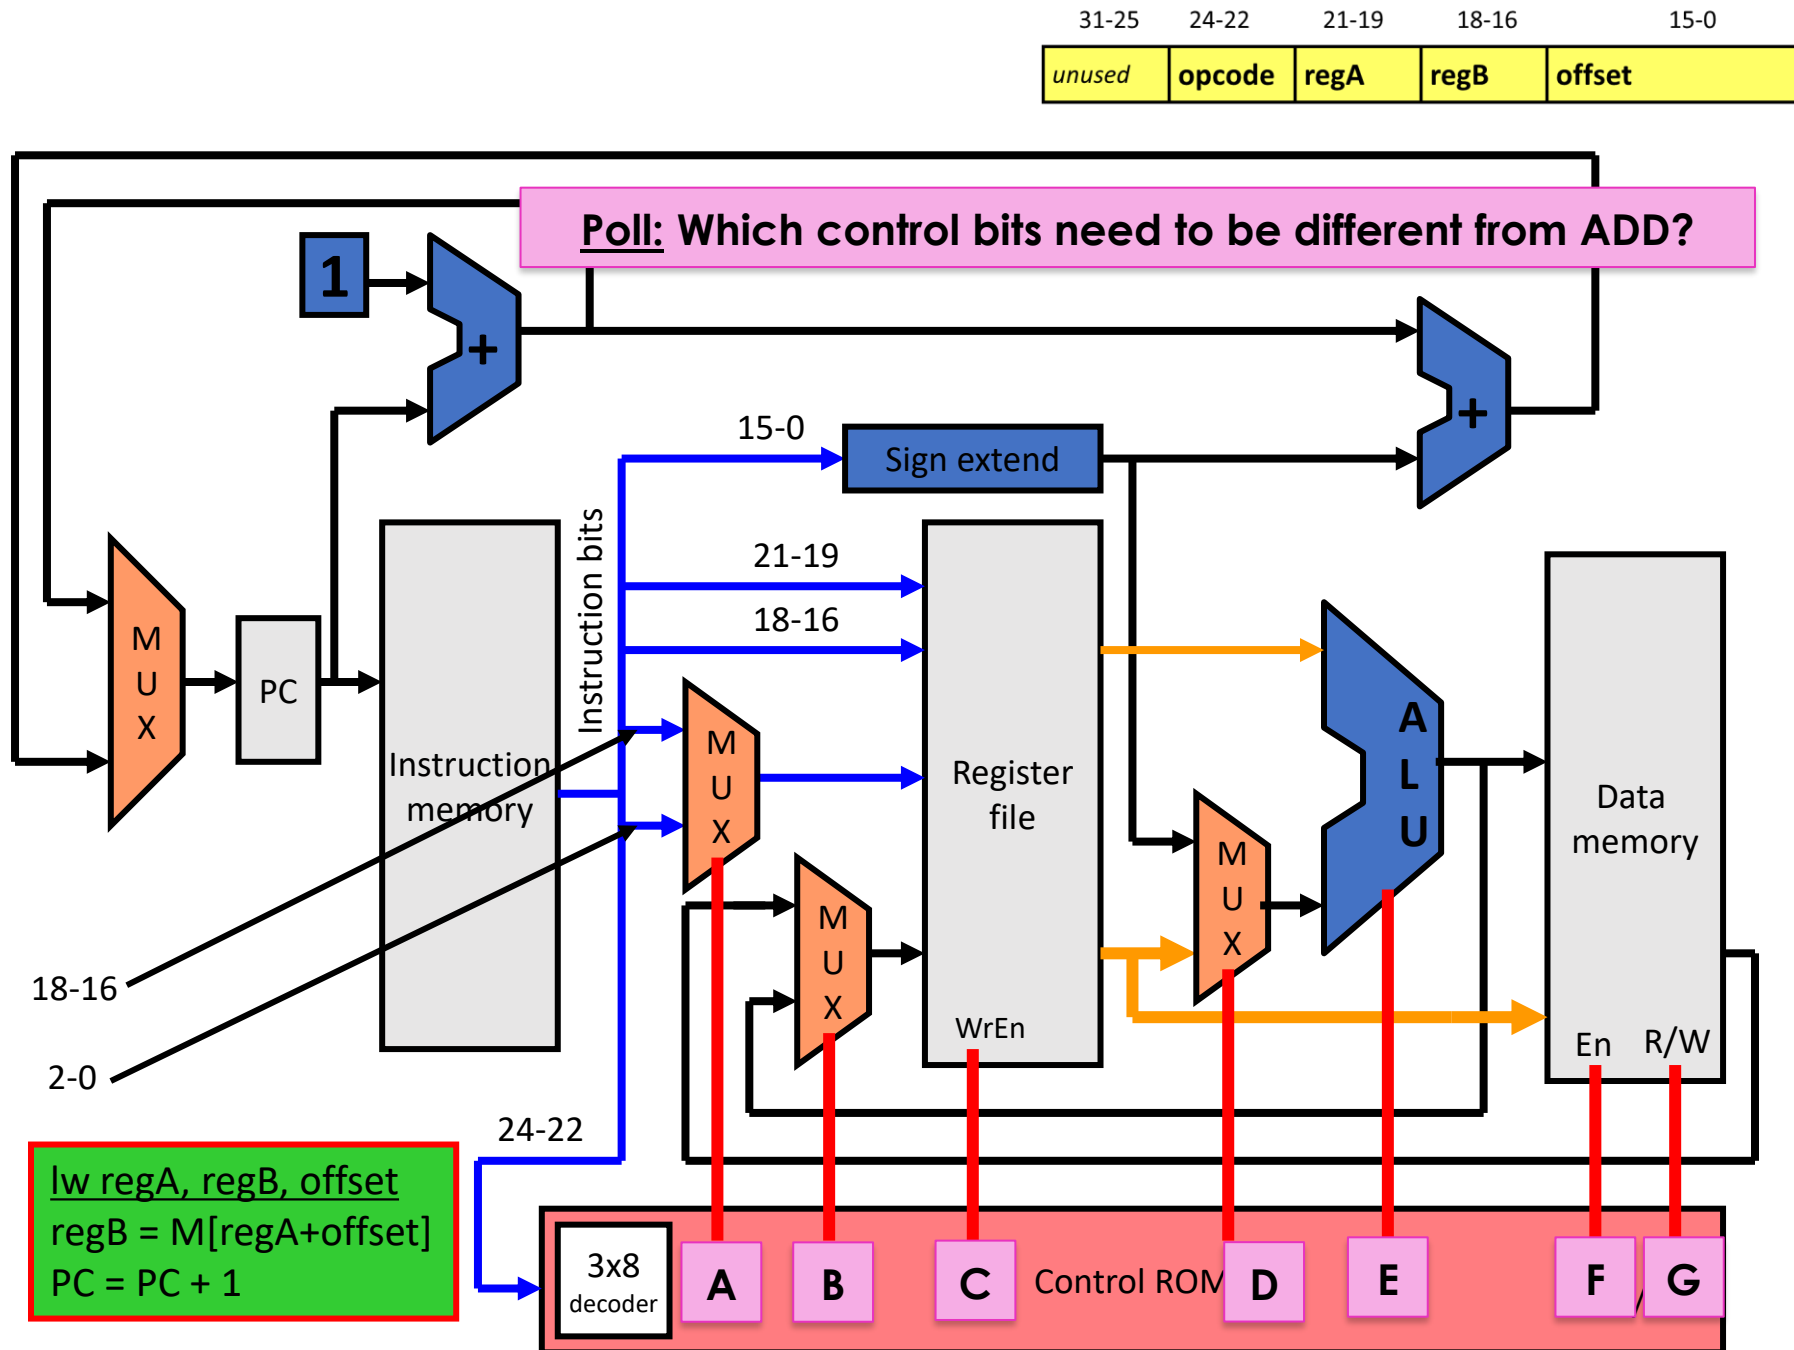 31-25 24-22 21-19 18-16 15-0
unused opcode regA regB offset
Poll: Which control bits need to be different from ADD?
1
+
+
15-0
Sign extend
Instruction bits
21-19
18-16
M
U
X
PC
Instruction
memory
M
U
X
Register
file
WrEn
M
U
X
M
U
X
A
L
U
Data
memory
En R/W
18-16
2-0
24-22
lw regA, regB, offset
regB = M[regA+offset]
PC = PC + 1
3x8
decoder
A B C Control ROM D E F G